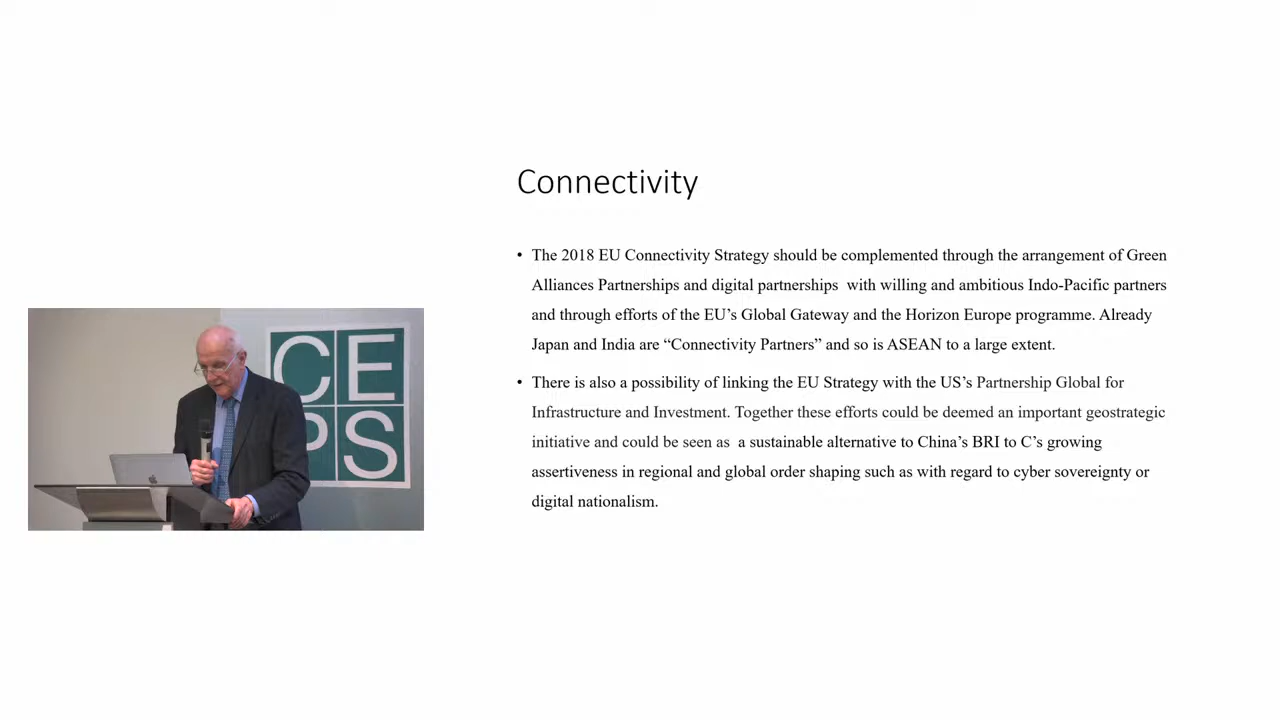 Connectivity
• The 2018 EU Connectivity Strategy should be complemented through the arrangement of Green
Alliances Partnerships and digital partnerships  with willing and ambitious Indo-Pacific partners
and through efforts of the EU’s Global Gateway and the Horizon Europe programme. Already
Japan and India are “Connectivity Partners” and so is ASEAN to a large extent.
• There is also a possibility of linking the EU Strategy with the US’s Partnership Global for
Infrastructure and Investment. Together these efforts could be deemed an important geostrategic
initiative and could be seen as  a sustainable alternative to China’s BRI to C’s growing
assertiveness in regional and global order shaping such as with regard to cyber sovereignty or
digital nationalism.
CE
PS